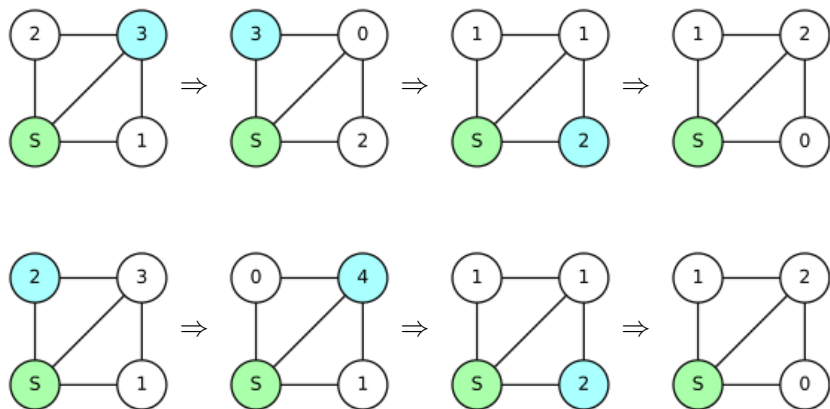 2 3 3 0 1 1 1 2
⇒ ⇒ ⇒
S 1 S 2 S 2 S 0
2 3 0 4 1 1 1 2
⇒ ⇒ ⇒
S 1 S 1 S 2 S 0